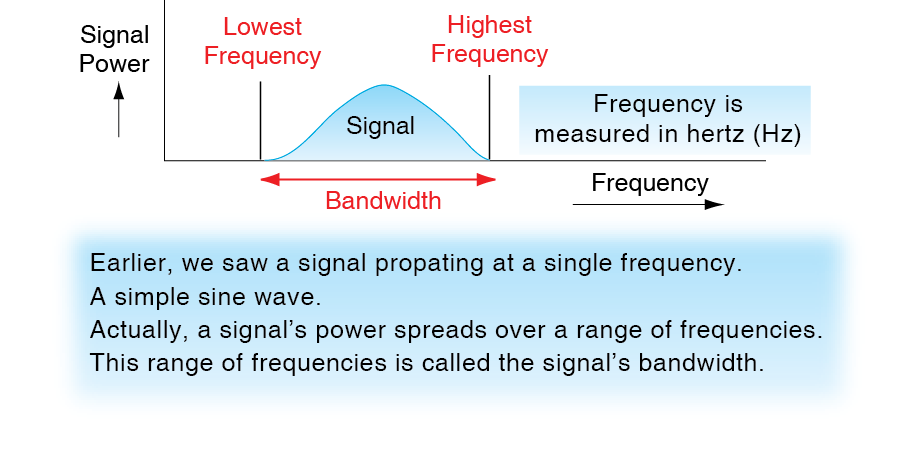 Signal
Power
Lowest
Frequency
Highest
Frequency
Signal
Frequency is
measured in hertz (Hz)
Bandwidth
Frequency
Earlier, we saw a signal propating at a single frequency.
A simple sine wave.
Actually, a signal’s power spreads over a range of frequencies.
This range of frequencies is called the signal’s bandwidth.